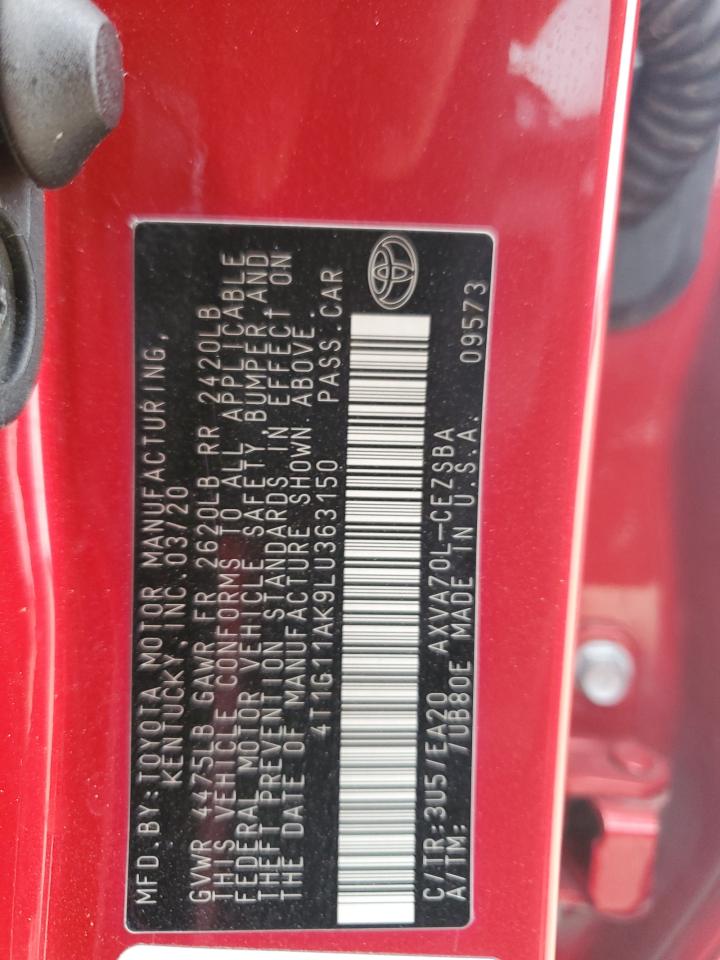 MFD.BY:TOYOTA MOTOR MANUFACTURING,
KENTUCKY, INC.03/20
GVWR 4475LB GAWR FR 2620LB RR 2420LB
THIS VEHICLE CONFORMS TO ALL APPLICABLE
FEDERAL MOTOR VEHICLE SAFETY, BUMPER, AND
THEFT PREVENTION STANDARDS IN EFFECT ON
THE DATE OF MANUFACTURE SHOWN ABOVE.
4T1G11AK9LU363150 PASS.CAR
C/TR:3U5/EA20 AXVA70L-CEZSBA
A/TM: /UB80E MADE IN U.S.A. 09573